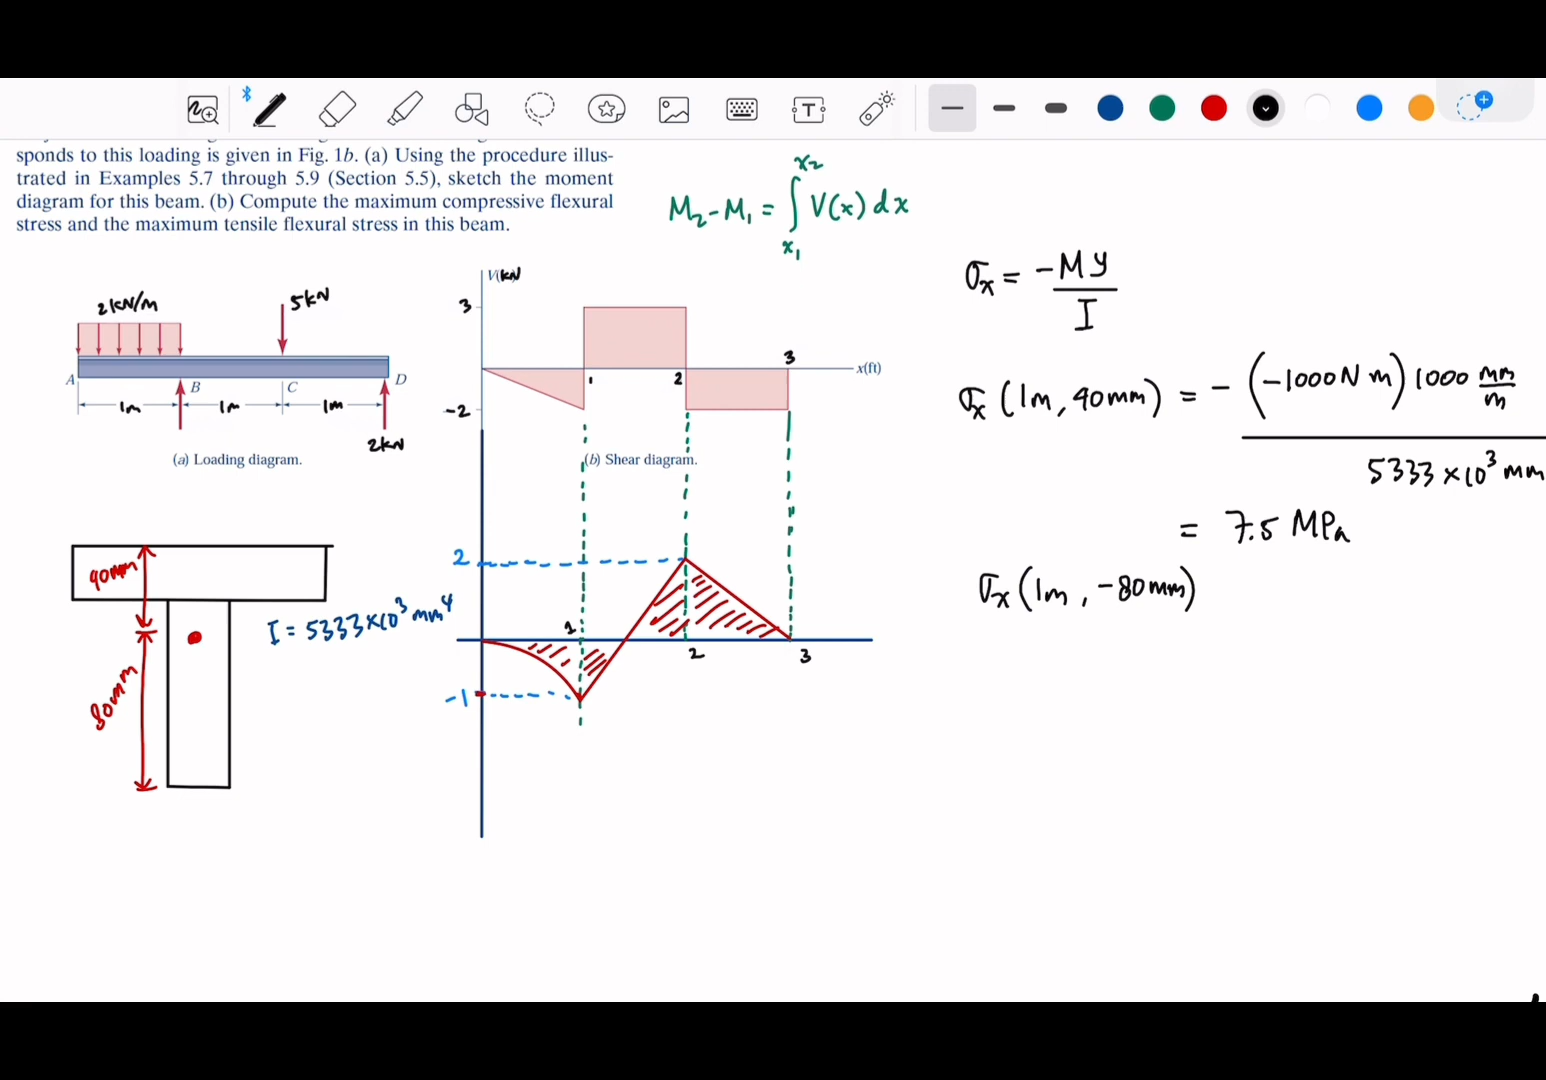 sponds to this loading is given in Fig. 1b. (a) Using the procedure illus-
trated in Examples 5.7 through 5.9 (Section 5.5), sketch the moment
diagram for this beam. (b) Compute the maximum compressive flexural
stress and the maximum tensile flexural stress in this beam.
M₂-M₁ = ∫ V(x) dx
x₂
x₁
2kN/m
5kN
A
B
C
D
1m
1m
1m
2kN
(a) Loading diagram.
V(kN)
3
-2
1
2
3
x(ft)
(b) Shear diagram.
40mm
80mm
I = 5333×10³ mm⁴
2
-1
1
2
3
σx = -My
I
σx (1m, 40mm) = - (-1000N m) 1000 mm
m
5333×10³ mm
= 7.5 MPa
σx (1m, -80mm)
T